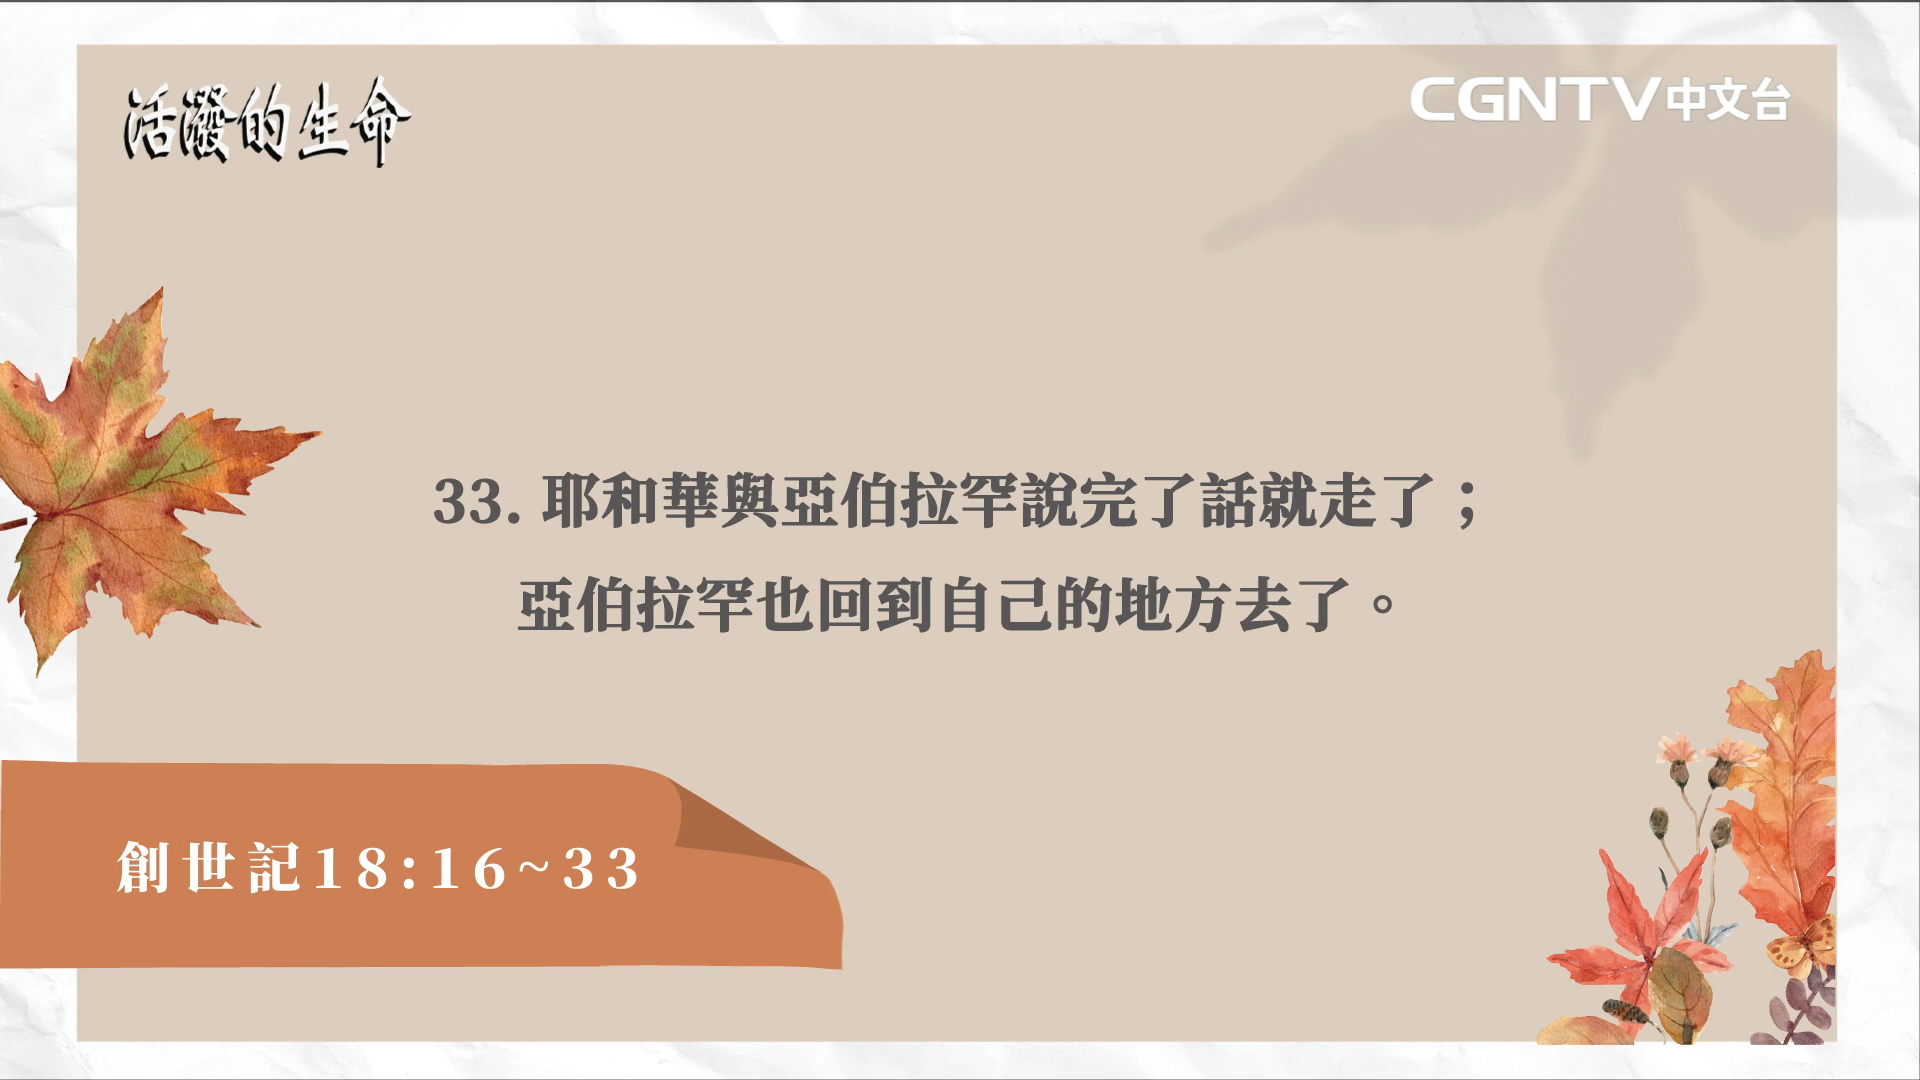 活潑的生命
CGNTV中文台
33. 耶和華與亞伯拉罕說完了話就走了；
亞伯拉罕也回到自己的地方去了。
創世記18:16~33